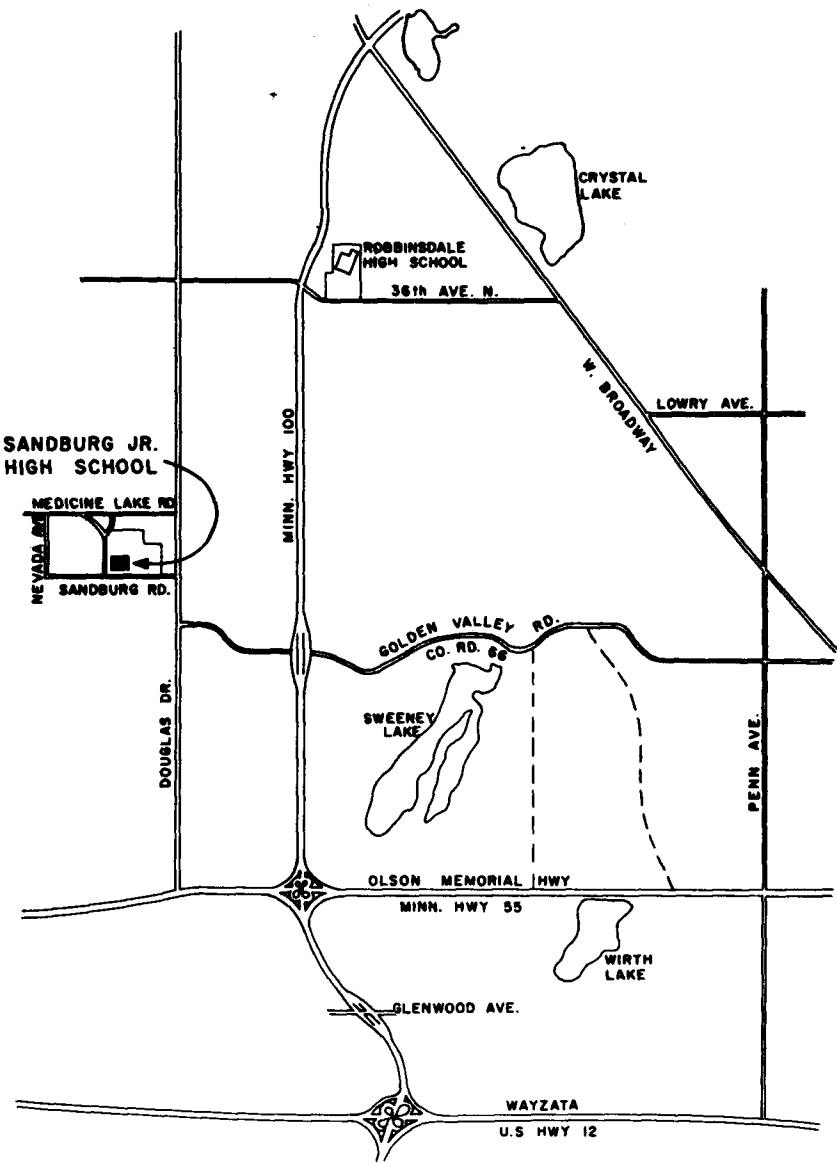 CRYSTAL
LAKE
ROBBINSDALE
HIGH SCHOOL
36th AVE. N.
W. BROADWAY
LOWRY AVE.
MINN. HWY 100
SANDBURG JR.
HIGH SCHOOL
MEDICINE LAKE RD
NEVADA AVE
SANDBURG RD.
GOLDEN VALLEY RD.
CO. RD. 66
SWEENEY
LAKE
DOUGLAS DR.
PENN AVE.
OLSON MEMORIAL HWY
MINN. HWY 55
WIRTH
LAKE
GLENWOOD AVE.
WAYZATA
U.S HWY 12